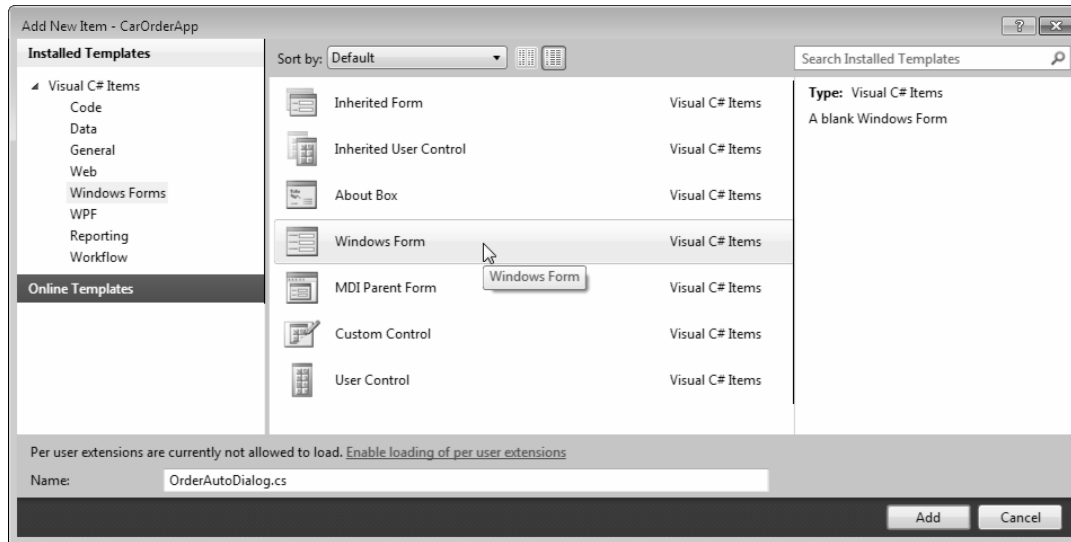 Add New Item - CarOrderApp
Installed Templates
Visual C# Items
Code
Data
General
Web
Windows Forms
WPF
Reporting
Workflow
Online Templates
Sort by: Default
Inherited Form Visual C# Items
Inherited User Control Visual C# Items
About Box Visual C# Items
Windows Form Visual C# Items
Windows Form
MDI Parent Form Visual C# Items
Custom Control Visual C# Items
User Control Visual C# Items
Search Installed Templates
Type: Visual C# Items
A blank Windows Form
Per user extensions are currently not allowed to load. Enable loading of per user extensions
Name: OrderAutoDialog.cs
Add Cancel